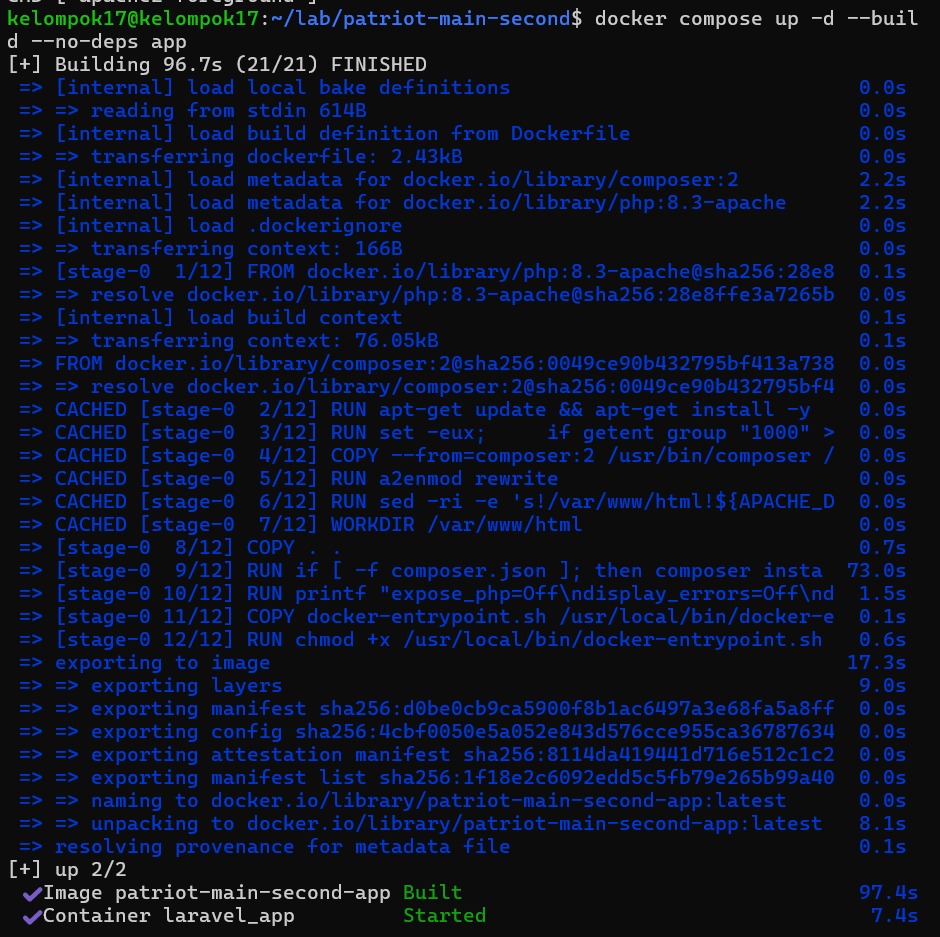 kelompok17@kelompok17:~/lab/patriot-main-second$ docker compose up -d --buil
d --no-deps app
[+] Building 96.7s (21/21) FINISHED
=> [internal] load local bake definitions 0.0s
=> => reading from stdin 614B 0.0s
=> [internal] load build definition from Dockerfile 0.0s
=> => transferring dockerfile: 2.43kB 0.0s
=> [internal] load metadata for docker.io/library/composer:2 2.2s
=> [internal] load metadata for docker.io/library/php:8.3-apache 2.2s
=> [internal] load .dockerignore 0.0s
=> => transferring context: 166B 0.0s
=> [stage-0  1/12] FROM docker.io/library/php:8.3-apache@sha256:28e8 0.1s
=> => resolve docker.io/library/php:8.3-apache@sha256:28e8ffe3a7265b 0.0s
=> [internal] load build context 0.1s
=> => transferring context: 76.05kB 0.1s
=> FROM docker.io/library/composer:2@sha256:0049ce90b432795bf413a738 0.0s
=> => resolve docker.io/library/composer:2@sha256:0049ce90b432795bf4 0.0s
=> CACHED [stage-0  2/12] RUN apt-get update && apt-get install -y 0.0s
=> CACHED [stage-0  3/12] RUN set -eux;     if getent group "1000" > 0.0s
=> CACHED [stage-0  4/12] COPY --from=composer:2 /usr/bin/composer / 0.0s
=> CACHED [stage-0  5/12] RUN a2enmod rewrite 0.0s
=> CACHED [stage-0  6/12] RUN sed -ri -e 's!/var/www/html!${APACHE_D 0.0s
=> CACHED [stage-0  7/12] WORKDIR /var/www/html 0.0s
=> [stage-0  8/12] COPY . . 0.7s
=> [stage-0  9/12] RUN if [ -f composer.json ]; then composer insta 73.0s
=> [stage-0 10/12] RUN printf "expose_php=Off\ndisplay_errors=Off\nd 1.5s
=> [stage-0 11/12] COPY docker-entrypoint.sh /usr/local/bin/docker-e 0.1s
=> [stage-0 12/12] RUN chmod +x /usr/local/bin/docker-entrypoint.sh 0.6s
=> exporting to image 17.3s
=> => exporting layers 9.0s
=> => exporting manifest sha256:d0be0cb9ca5900f8b1ac6497a3e68fa5a8ff 0.0s
=> => exporting config sha256:4cbf0050e5a052e843d576cce955ca36787634 0.0s
=> => exporting attestation manifest sha256:8114da419441d716e512c1c2 0.0s
=> => exporting manifest list sha256:1f18e2c6092edd5c5fb79e265b99a40 0.0s
=> => naming to docker.io/library/patriot-main-second-app:latest 0.0s
=> => unpacking to docker.io/library/patriot-main-second-app:latest 8.1s
=> resolving provenance for metadata file 0.1s
[+] up 2/2
✔Image patriot-main-second-app Built 97.4s
✔Container laravel_app Started 7.4s